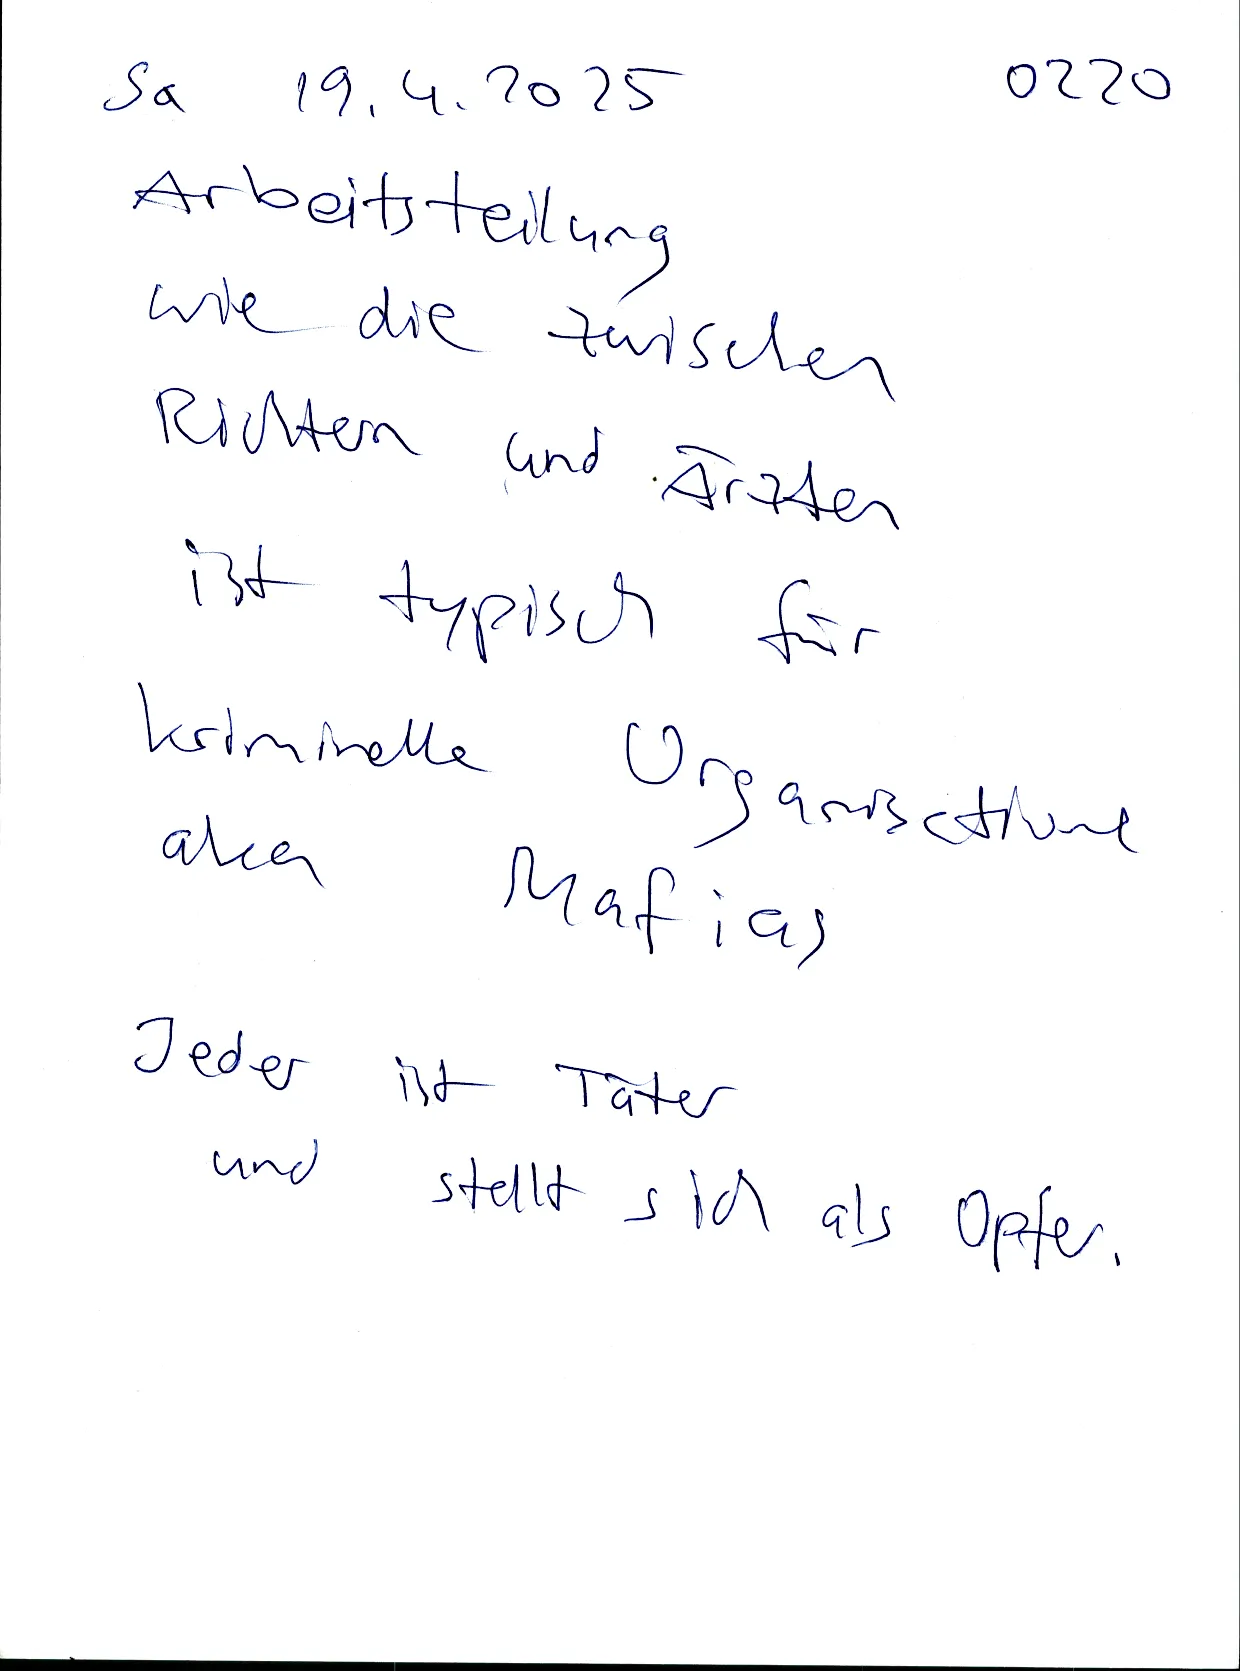 Sa 19.4.2025 0220
Arbeitsteilung
wie die zwischen
Richtern und Ärzten
ist typisch für
kriminelle Organisationen
aka Mafias
Jeder ist Täter
und stellt sich als Opfer.